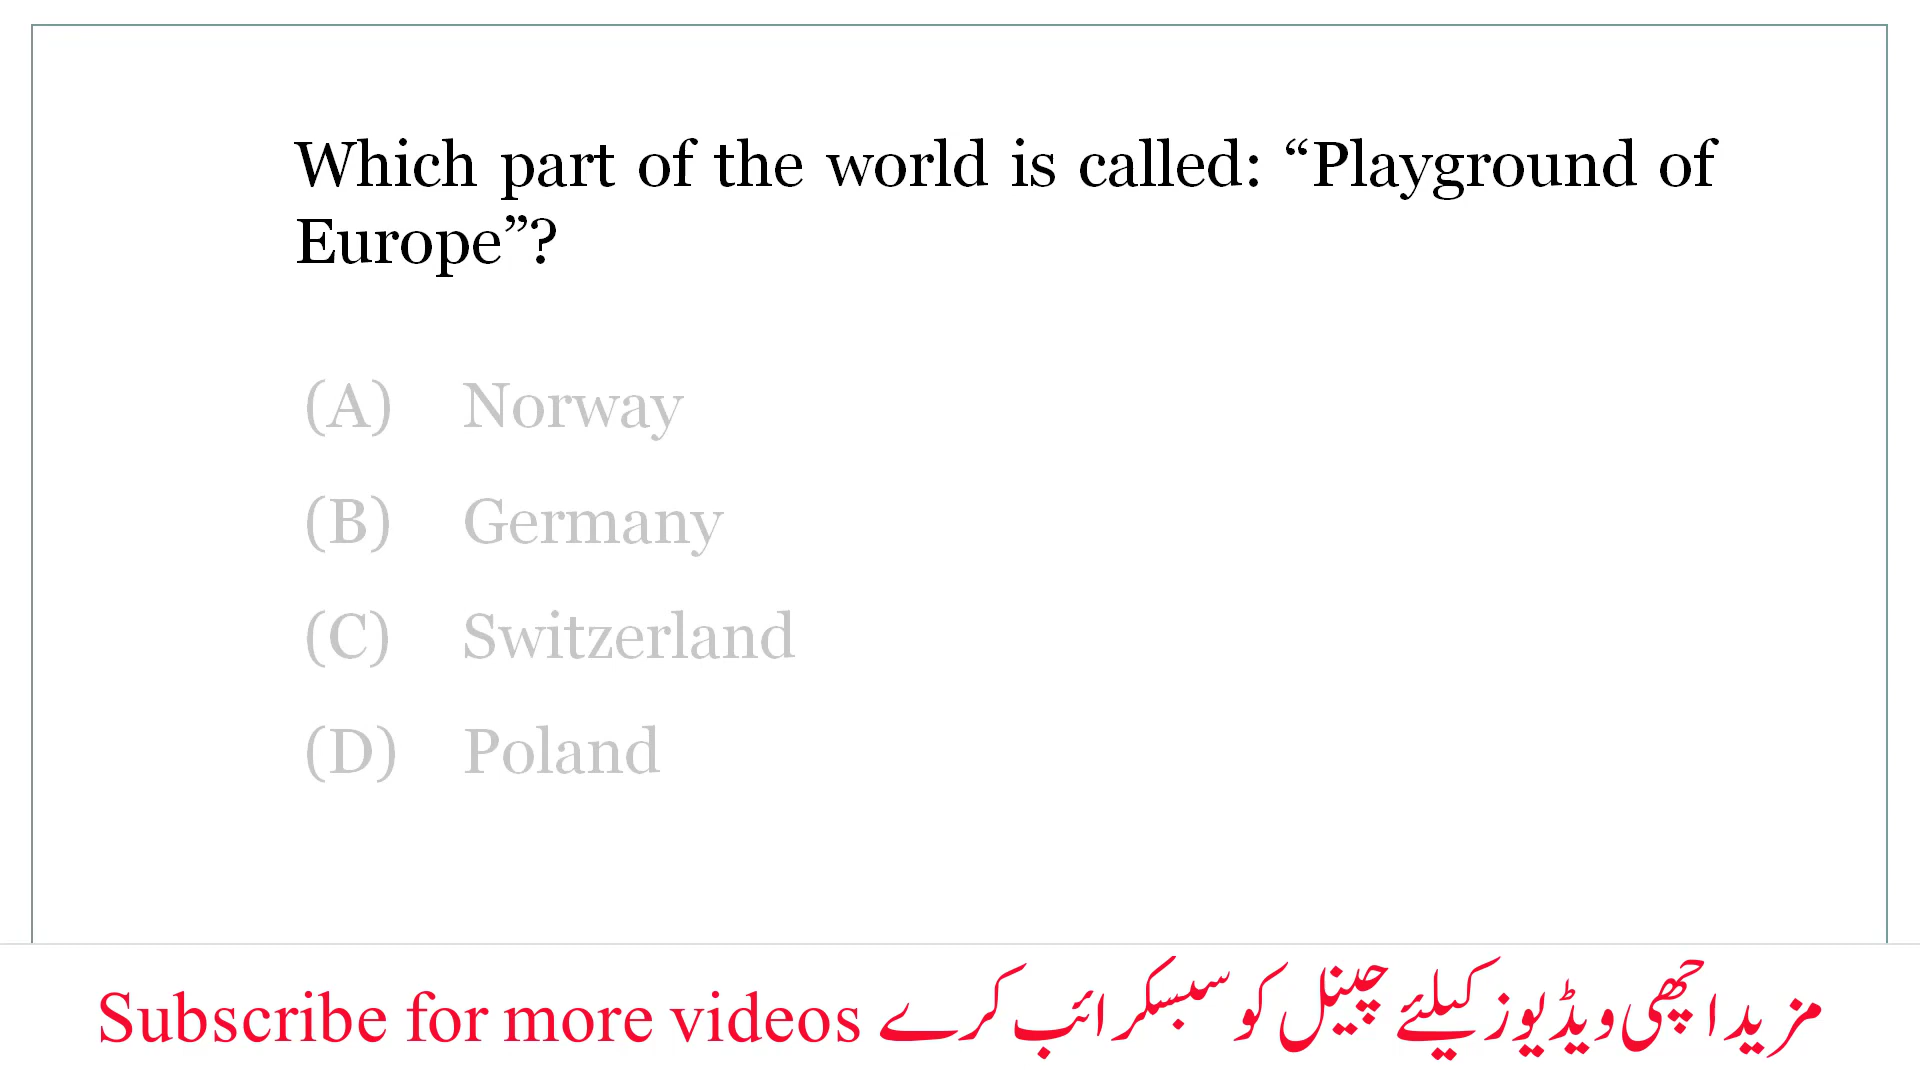 Which part of the world is called: “Playground of
Europe”?
(A) Norway
(B) Germany
(C) Switzerland
(D) Poland
Subscribe for more videos مزید اچھی ویڈیوز کیلئے چینل کو سبسکرائب کرے